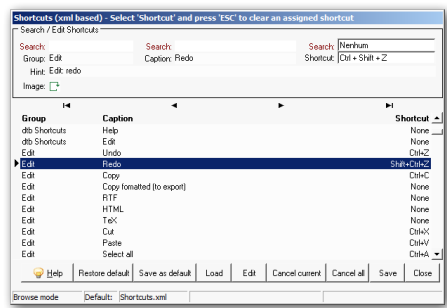 Shortcuts (xml based) - Select 'Shortcut' and press 'ESC' to clear an assigned shortcut
Search / Edit Shortcuts
Search: Search: Search: Nenhum
Group: Edit Caption: Redo Shortcut: Ctrl + Shift + Z
Hint: Edit: redo
Image:
Group Caption Shortcut
dtb Shortcuts Help None
dtb Shortcuts Edit None
Edit Undo Ctrl+Z
Edit Redo Shift+Ctrl+Z
Edit Copy Ctrl+C
Edit Copy fomatted (to export) None
Edit RTF None
Edit HTML None
Edit TeX None
Edit Cut Ctrl+X
Edit Paste Ctrl+V
Edit Select all Ctrl+A
Help Restore default Save as default Load Edit Cancel current Cancel all Save Close
Browse mode Default: Shortcuts.xml